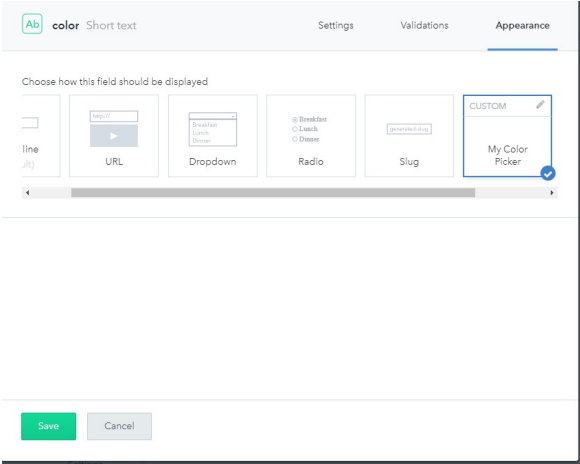 Ab color Short text Settings Validations Appearance
Choose how this field should be displayed
line
http://
URL
Breakfast
Lunch
Dinner
Dropdown
Breakfast
Lunch
Dinner
Radio
generated-slug
Slug
CUSTOM
My Color
Picker
Save Cancel